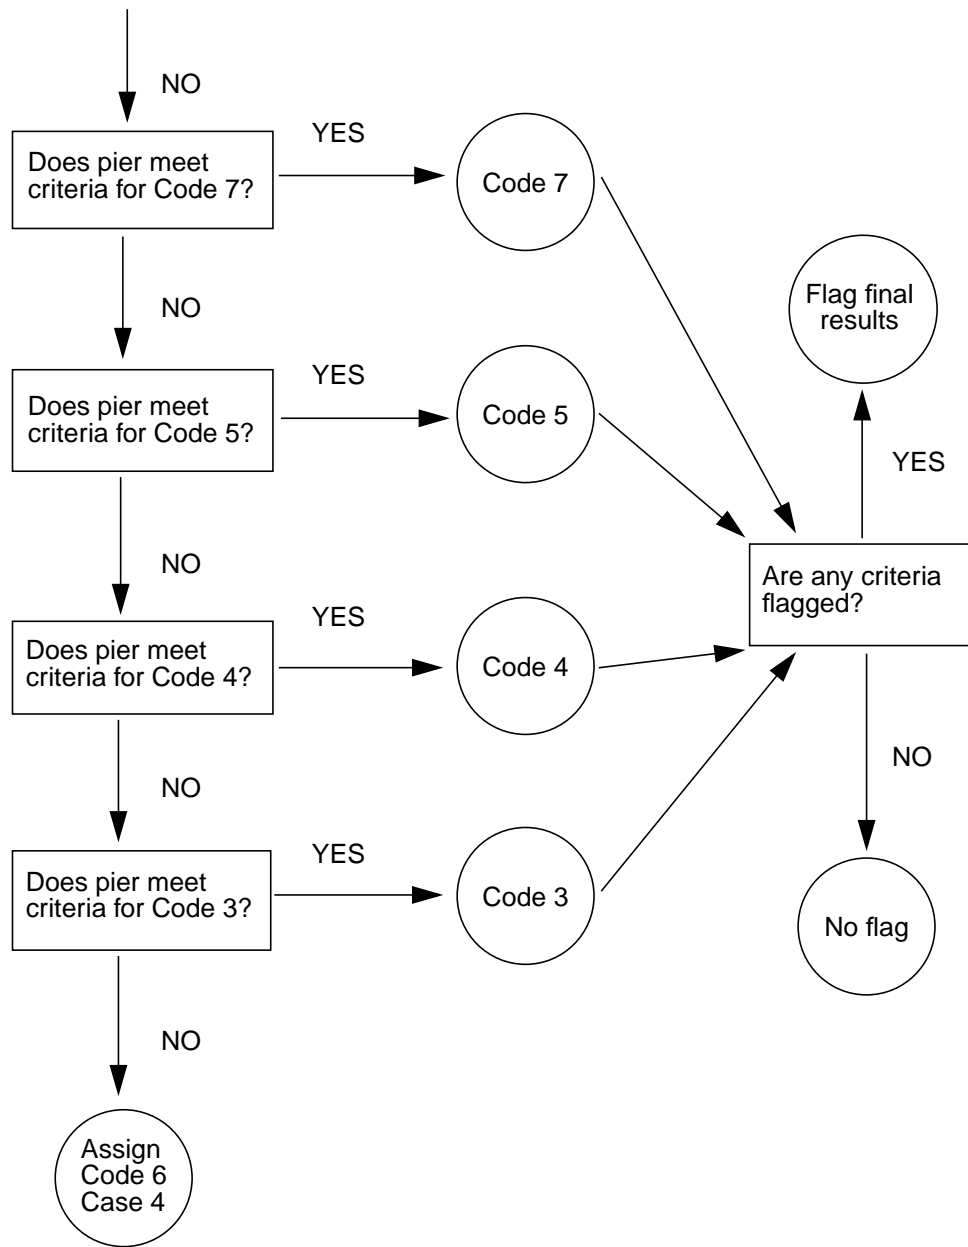 NO
Does pier meet
criteria for Code 7?
YES
Code 7
NO
Flag final
results
Does pier meet
criteria for Code 5?
YES
Code 5
YES
NO
Are any criteria
flagged?
Does pier meet
criteria for Code 4?
YES
Code 4
NO
NO
Does pier meet
criteria for Code 3?
YES
Code 3
No flag
NO
Assign
Code 6
Case 4